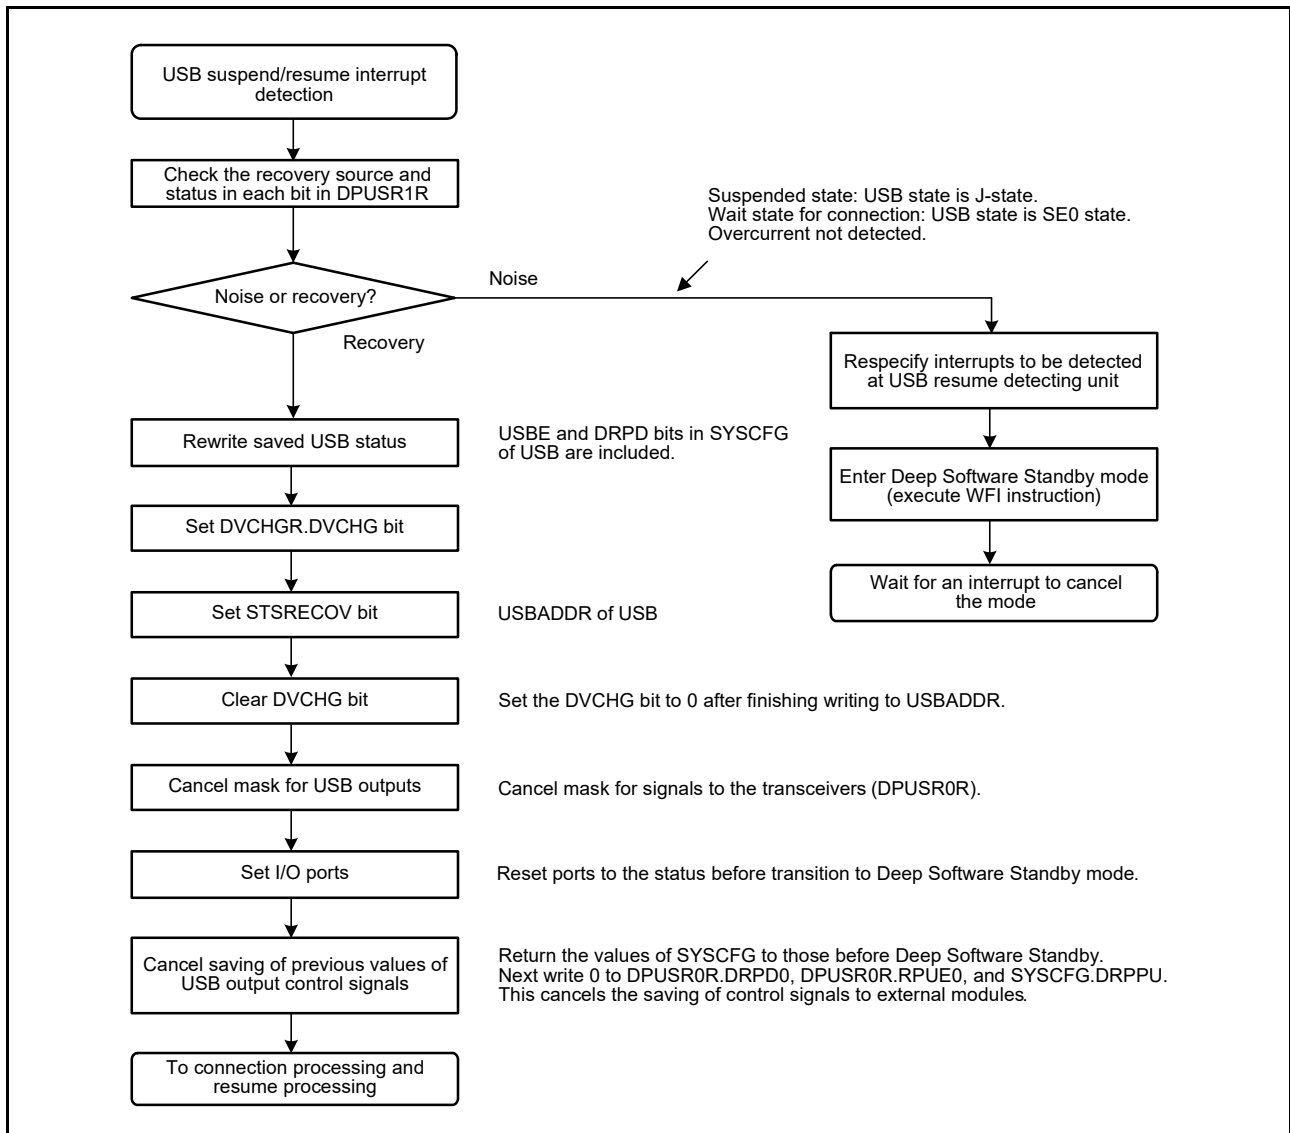 USB suspend/resume interrupt
detection
Check the recovery source and
status in each bit in DPUSR1R
Suspended state: USB state is J-state.
Wait state for connection: USB state is SE0 state.
Overcurrent not detected.
Noise or recovery?
Noise
Recovery
Respecify interrupts to be detected
at USB resume detecting unit
Enter Deep Software Standby mode
(execute WFI instruction)
Wait for an interrupt to cancel
the mode
Rewrite saved USB status
USBE and DRPD bits in SYSCFG
of USB are included.
Set DVCHGR.DVCHG bit
Set STSRECOV bit
USBADDR of USB
Clear DVCHG bit
Set the DVCHG bit to 0 after finishing writing to USBADDR.
Cancel mask for USB outputs
Cancel mask for signals to the transceivers (DPUSR0R).
Set I/O ports
Reset ports to the status before transition to Deep Software Standby mode.
Cancel saving of previous values of
USB output control signals
Return the values of SYSCFG to those before Deep Software Standby.
Next write 0 to DPUSR0R.DRPD0, DPUSR0R.RPUE0, and SYSCFG.DRPPU.
This cancels the saving of control signals to external modules.
To connection processing and
resume processing